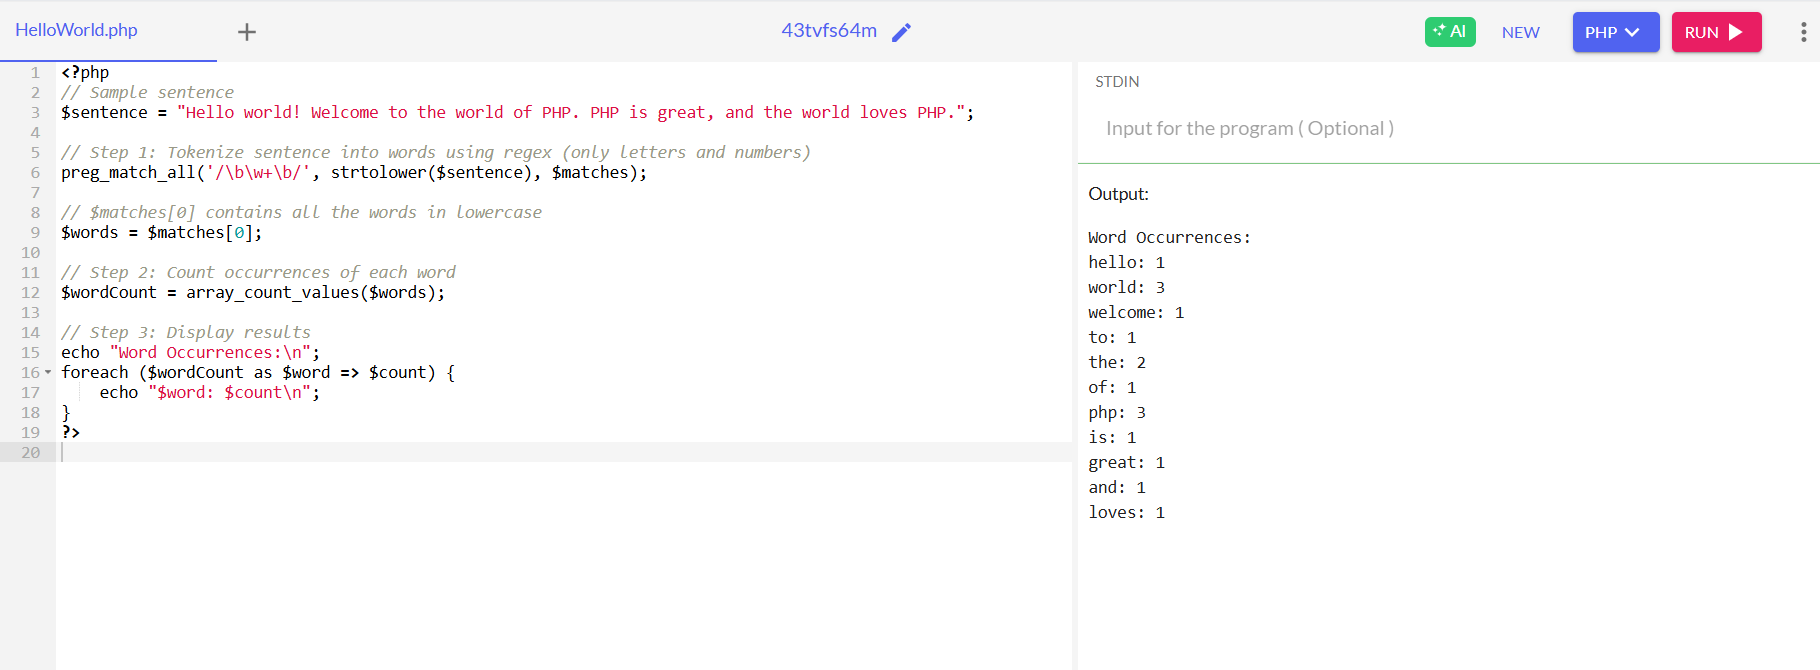 HelloWorld.php + 43tvfs64m AI NEW PHP RUN
1 <?php
2 // Sample sentence
3 $sentence = "Hello world! Welcome to the world of PHP. PHP is great, and the world loves PHP.";
4
5 // Step 1: Tokenize sentence into words using regex (only letters and numbers)
6 preg_match_all('/\b\w+\b/', strtolower($sentence), $matches);
7
8 // $matches[0] contains all the words in lowercase
9 $words = $matches[0];
10
11 // Step 2: Count occurrences of each word
12 $wordCount = array_count_values($words);
13
14 // Step 3: Display results
15 echo "Word Occurrences:\n";
16 foreach ($wordCount as $word => $count) {
17     echo "$word: $count\n";
18 }
19 ?>
20
STDIN
Input for the program ( Optional )
Output:
Word Occurrences:
hello: 1
world: 3
welcome: 1
to: 1
the: 2
of: 1
php: 3
is: 1
great: 1
and: 1
loves: 1